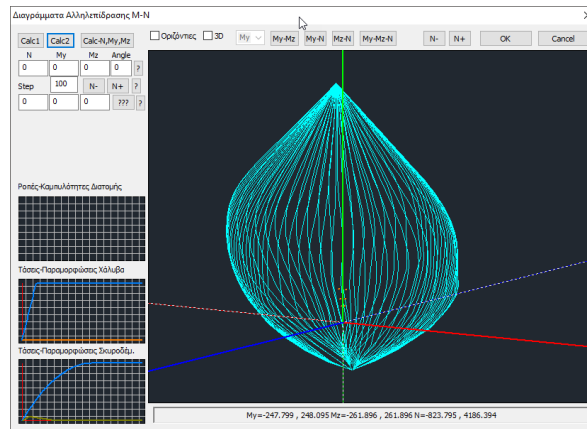 Διαγράμματα Αλληλεπίδρασης M-N
Calc1 Calc2 Calc-N,My,Mz Οριζόντιες 3D My My-Mz My-N Mz-N My-Mz-N N- N+ OK Cancel
N My Mz Angle
0 0 0 0 ?
Step 100 N- N+ ?
0 0 0 ??? ?
Ροπές-Καμπυλότητες Διατομής
Τάσεις-Παραμορφώσεις Χάλυβα
Τάσεις-Παραμορφώσεις Σκυροδέμ.
My=-247.799 , 248.095 Mz=-261.896 , 261.896 N=-823.795 , 4186.394